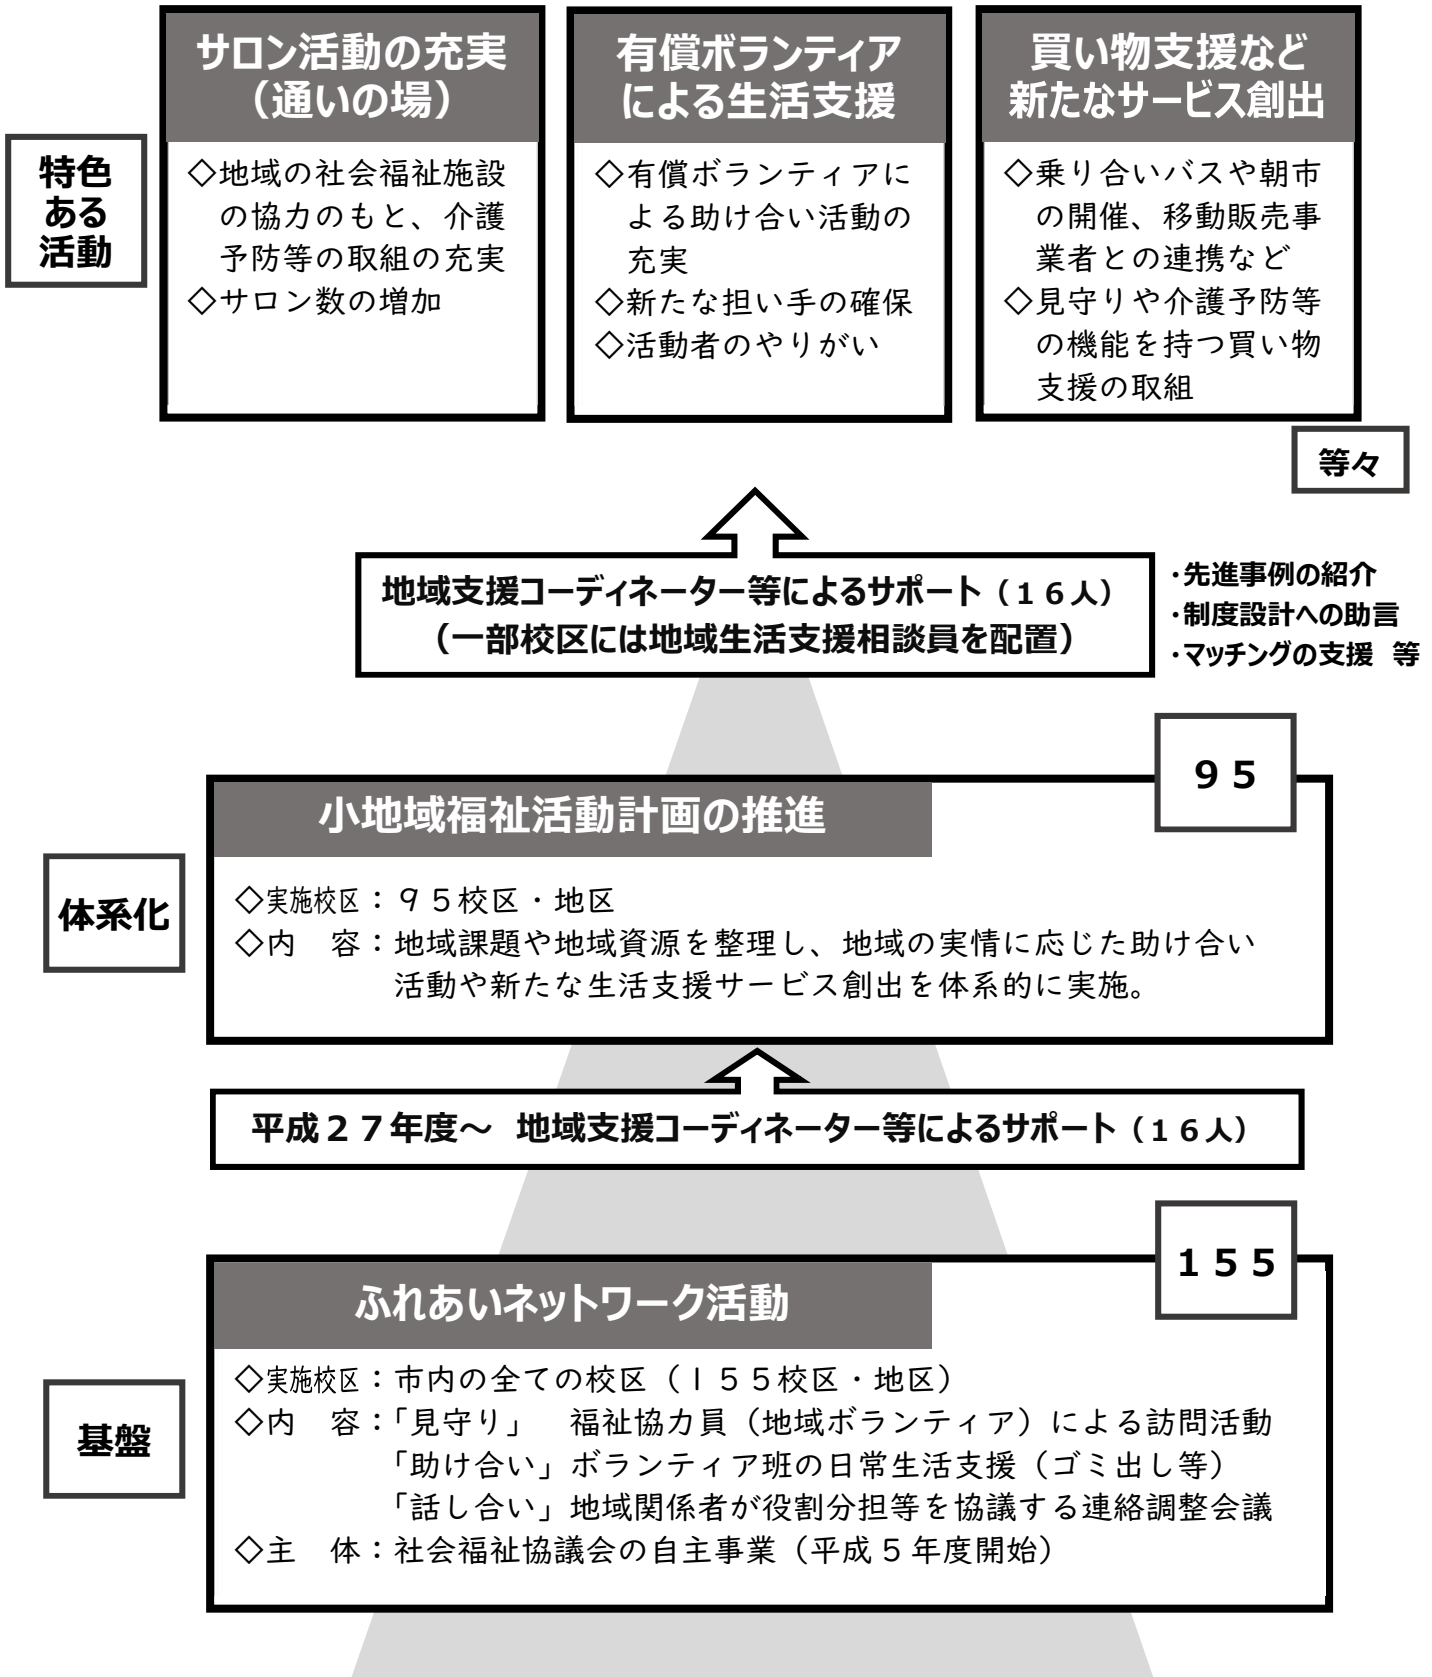 特色
ある
活動
サロン活動の充実
（通いの場）
◇地域の社会福祉施設
の協力のもと、介護
予防等の取組の充実
◇サロン数の増加
有償ボランティア
による生活支援
◇有償ボランティアに
よる助け合い活動の
充実
◇新たな担い手の確保
◇活動者のやりがい
買い物支援など
新たなサービス創出
◇乗り合いバスや朝市
の開催、移動販売事
業者との連携など
◇見守りや介護予防等
の機能を持つ買い物
支援の取組
等々
地域支援コーディネーター等によるサポート（１６人）
（一部校区には地域生活支援相談員を配置）
・先進事例の紹介
・制度設計への助言
・マッチングの支援　等
９５
小地域福祉活動計画の推進
体系化
◇実施校区：９５校区・地区
◇内　容：地域課題や地域資源を整理し、地域の実情に応じた助け合い
活動や新たな生活支援サービス創出を体系的に実施。
平成２７年度～　地域支援コーディネーター等によるサポート（１６人）
１５５
ふれあいネットワーク活動
基盤
◇実施校区：市内の全ての校区（１５５校区・地区）
◇内　容：「見守り」　福祉協力員（地域ボランティア）による訪問活動
「助け合い」ボランティア班の日常生活支援（ゴミ出し等）
「話し合い」地域関係者が役割分担等を協議する連絡調整会議
◇主　体：社会福祉協議会の自主事業（平成５年度開始）